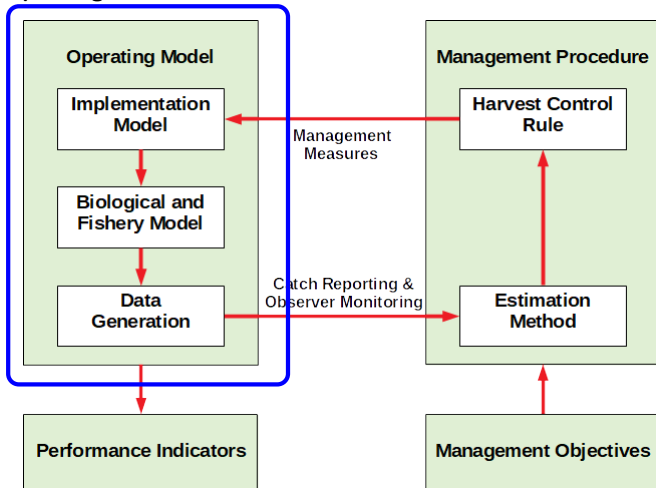 Operating Model
Implementation
Model
Biological and
Fishery Model
Data
Generation
Management
Measures
Catch Reporting &
Observer Monitoring
Management Procedure
Harvest Control
Rule
Estimation
Method
Performance Indicators
Management Objectives